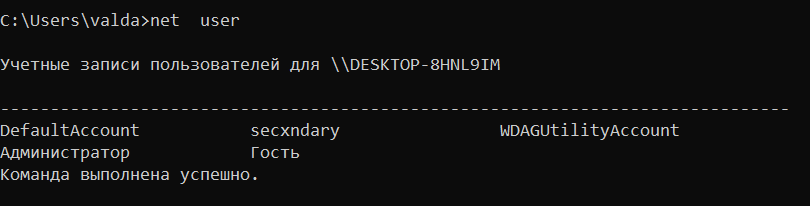 C:\Users\valda>net  user
Учетные записи пользователей для \\DESKTOP-8HNL9IM
-------------------------------------------------------------------------------
DefaultAccount           secxndary                WDAGUtilityAccount
Администратор            Гость
Команда выполнена успешно.